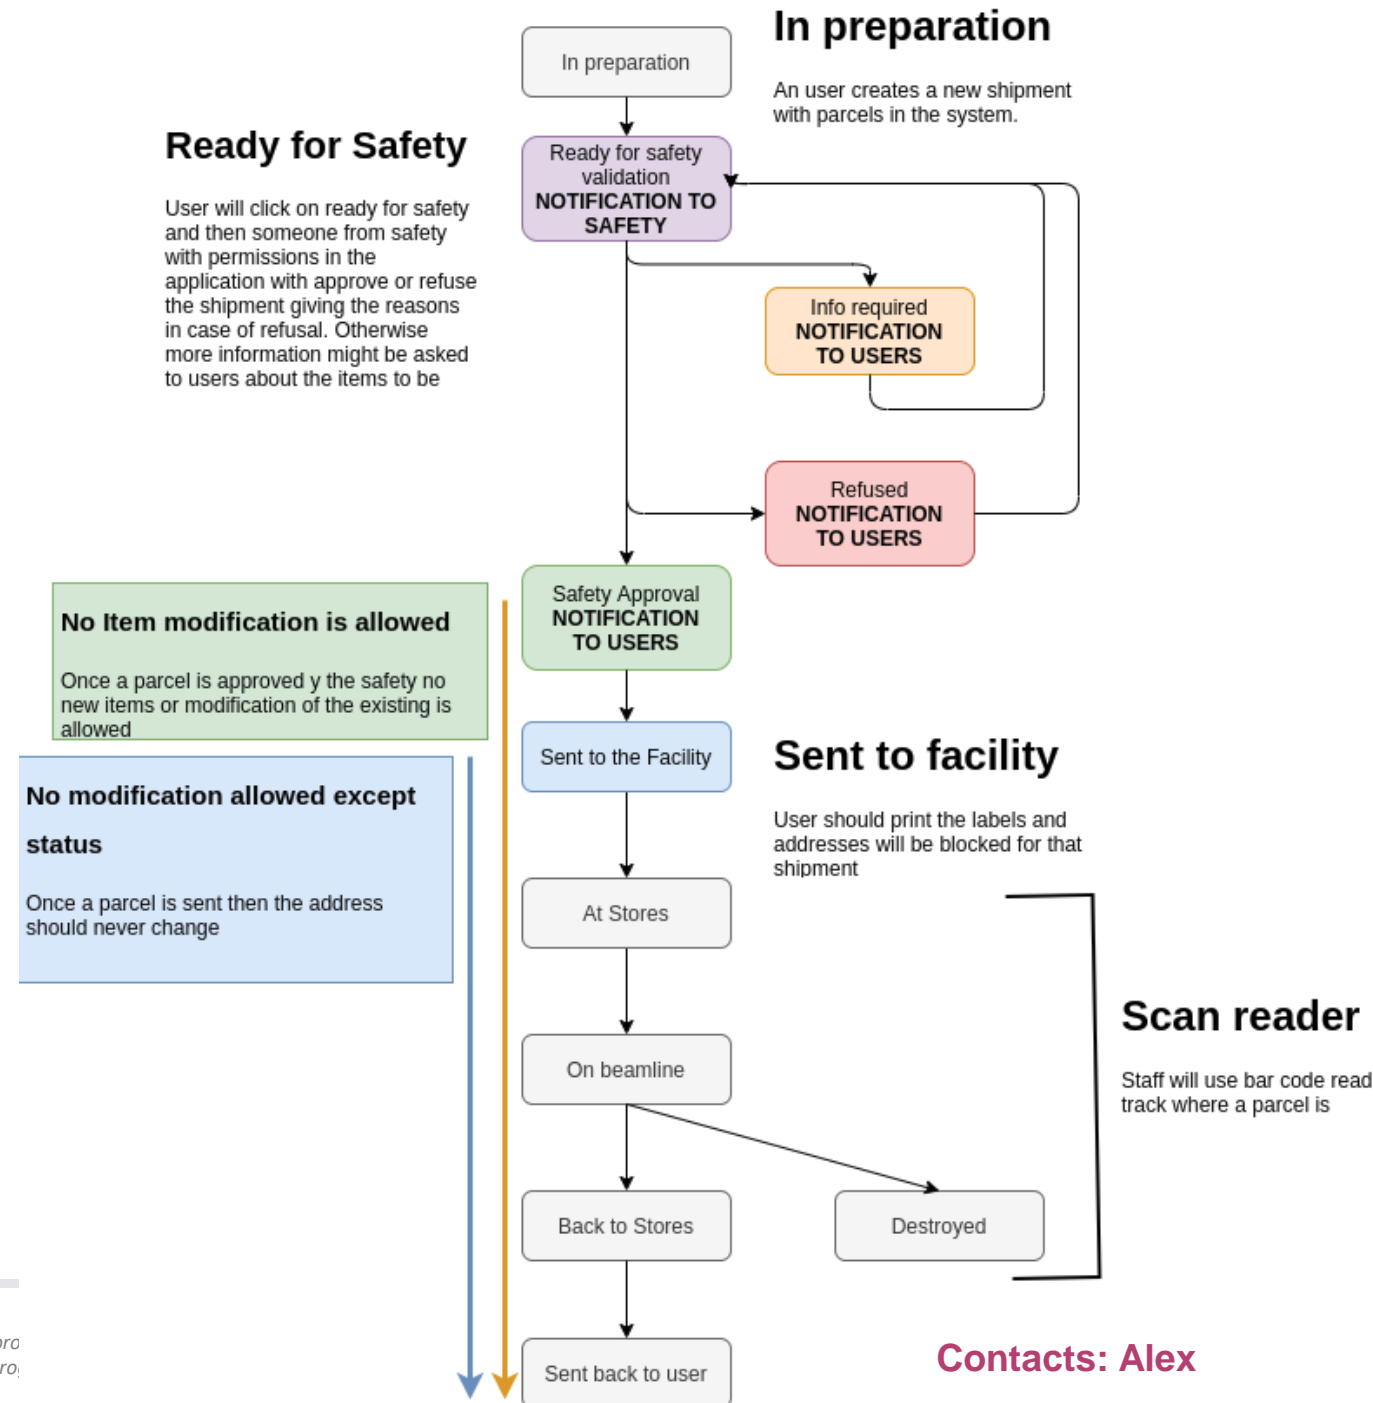 In preparation
In preparation
An user creates a new shipment
with parcels in the system.
Ready for Safety
User will click on ready for safety
and then someone from safety
with permissions in the
application with approve or refuse
the shipment giving the reasons
in case of refusal. Otherwise
more information might be asked
to users about the items to be
Ready for safety
validation
NOTIFICATION TO
SAFETY
Info required
NOTIFICATION
TO USERS
Refused
NOTIFICATION
TO USERS
Safety Approval
NOTIFICATION
TO USERS
No Item modification is allowed
Once a parcel is approved y the safety no
new items or modification of the existing is
allowed
Sent to the Facility
Sent to facility
User should print the labels and
addresses will be blocked for that
shipment
No modification allowed except
status
Once a parcel is sent then the address
should never change
At Stores
On beamline
Scan reader
Staff will use bar code read
track where a parcel is
Back to Stores
Destroyed
Sent back to user
Contacts: Alex